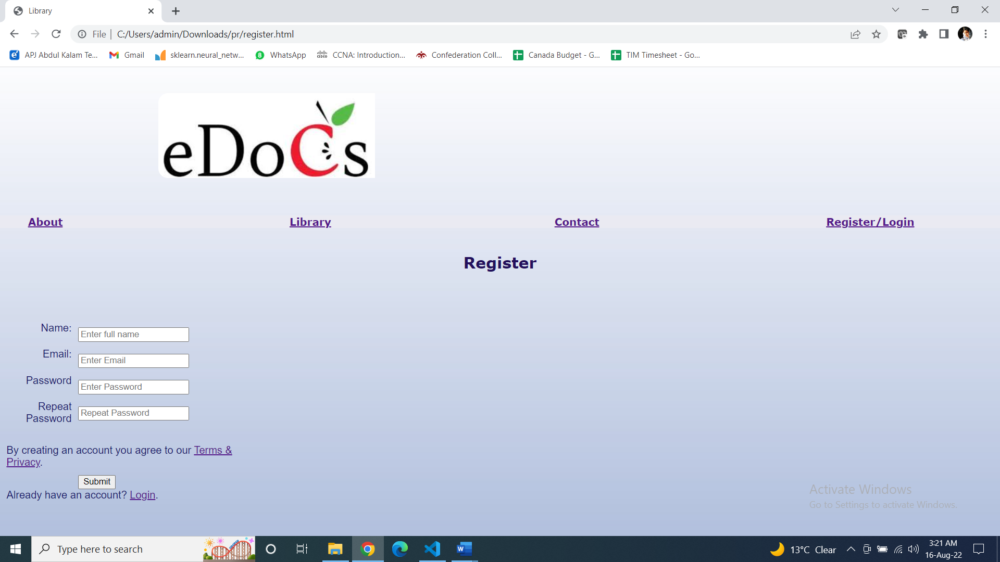 Library
File | C:/Users/admin/Downloads/pr/register.html
APJ Abdul Kalam Te... Gmail sklearn.neural_netw... 8 WhatsApp CCNA: Introduction... Confederation Coll... Canada Budget - G... TIM Timesheet - Go...
eDoCs
About Library Contact Register/Login
Register
Name: Enter full name
Email: Enter Email
Password Enter Password
Repeat
Password Repeat Password
By creating an account you agree to our Terms &
Privacy.
Submit
Already have an account? Login.
Activate Windows
Go to Settings to activate Windows.
Type here to search
13°C Clear
3:21 AM
16-Aug-22